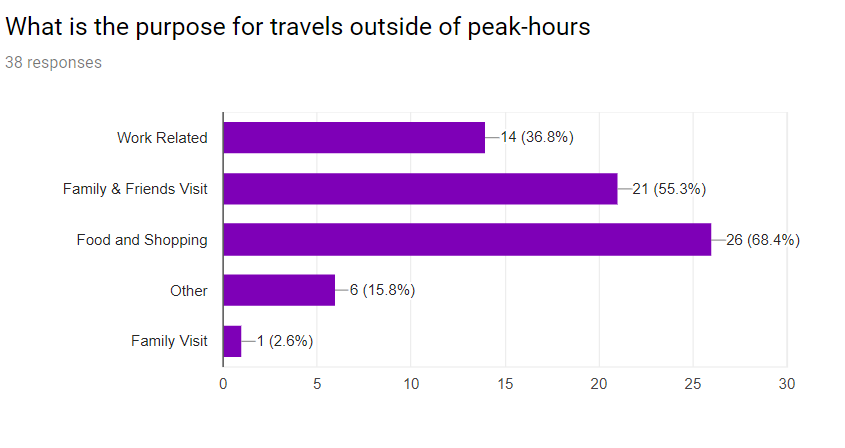 What is the purpose for travels outside of peak-hours
38 responses
Work Related 14 (36.8%)
Family & Friends Visit 21 (55.3%)
Food and Shopping 26 (68.4%)
Other 6 (15.8%)
Family Visit 1 (2.6%)
0 5 10 15 20 25 30